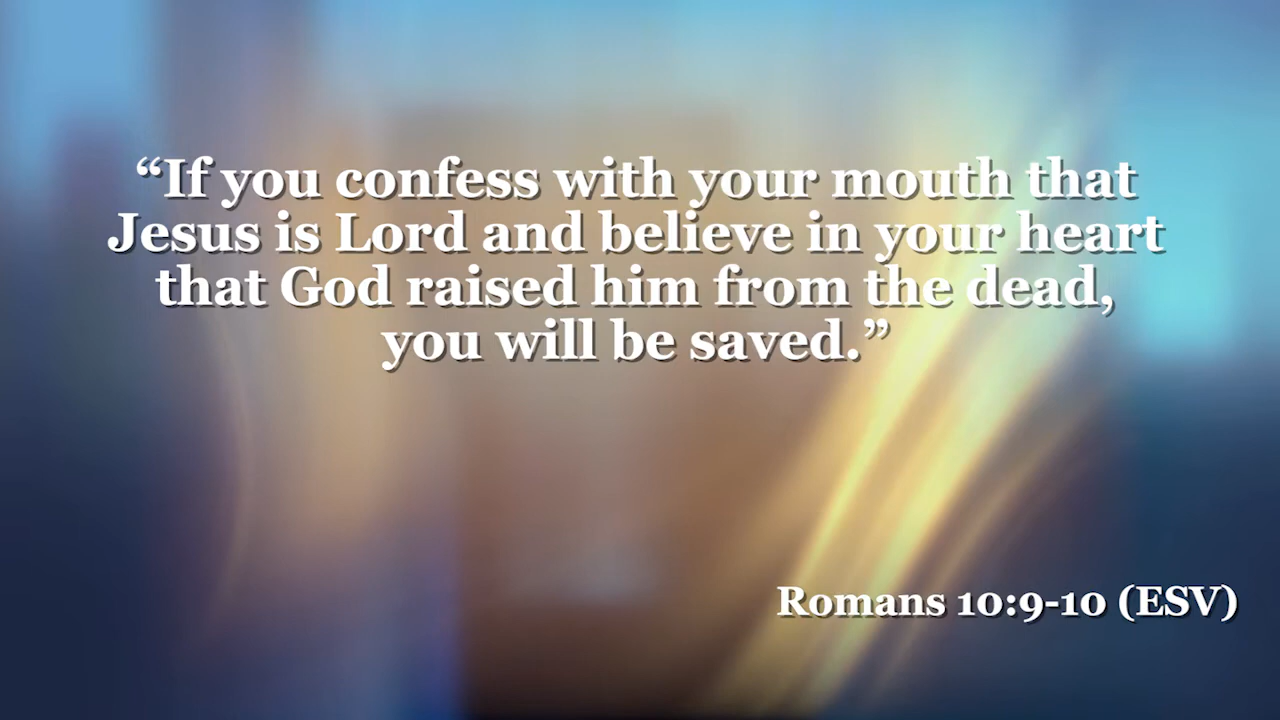 “If you confess with your mouth that
Jesus is Lord and believe in your heart
that God raised him from the dead,
you will be saved.”
Romans 10:9-10 (ESV)